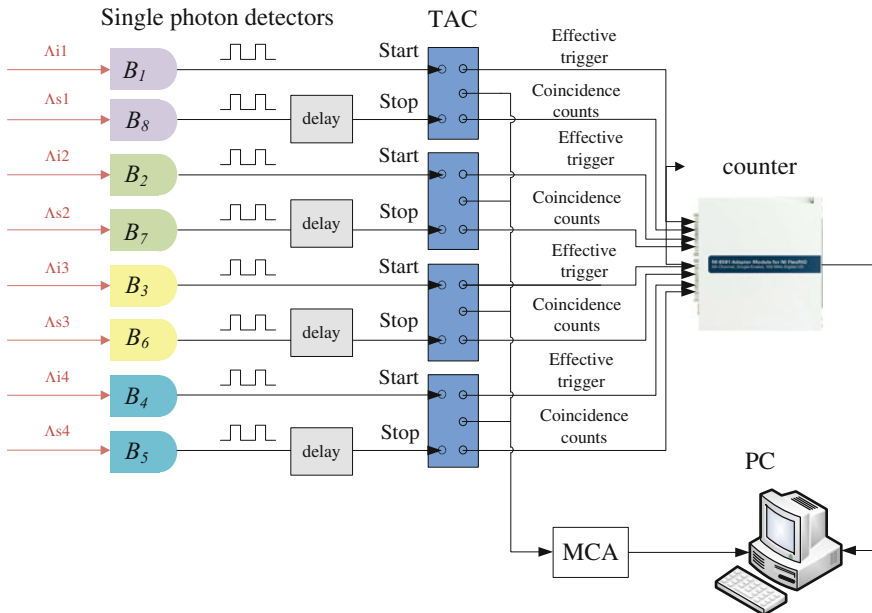 Single photon detectors
TAC
Λi1
B1
Start
Effective
trigger
Λs1
B8
delay
Stop
Coincidence
counts
Λi2
B2
Start
Effective
trigger
counter
Λs2
B7
delay
Stop
Coincidence
counts
Λi3
B3
Start
Effective
trigger
Λs3
B6
delay
Stop
Coincidence
counts
Λi4
B4
Start
Effective
trigger
Λs4
B5
delay
Stop
Coincidence
counts
PC
MCA